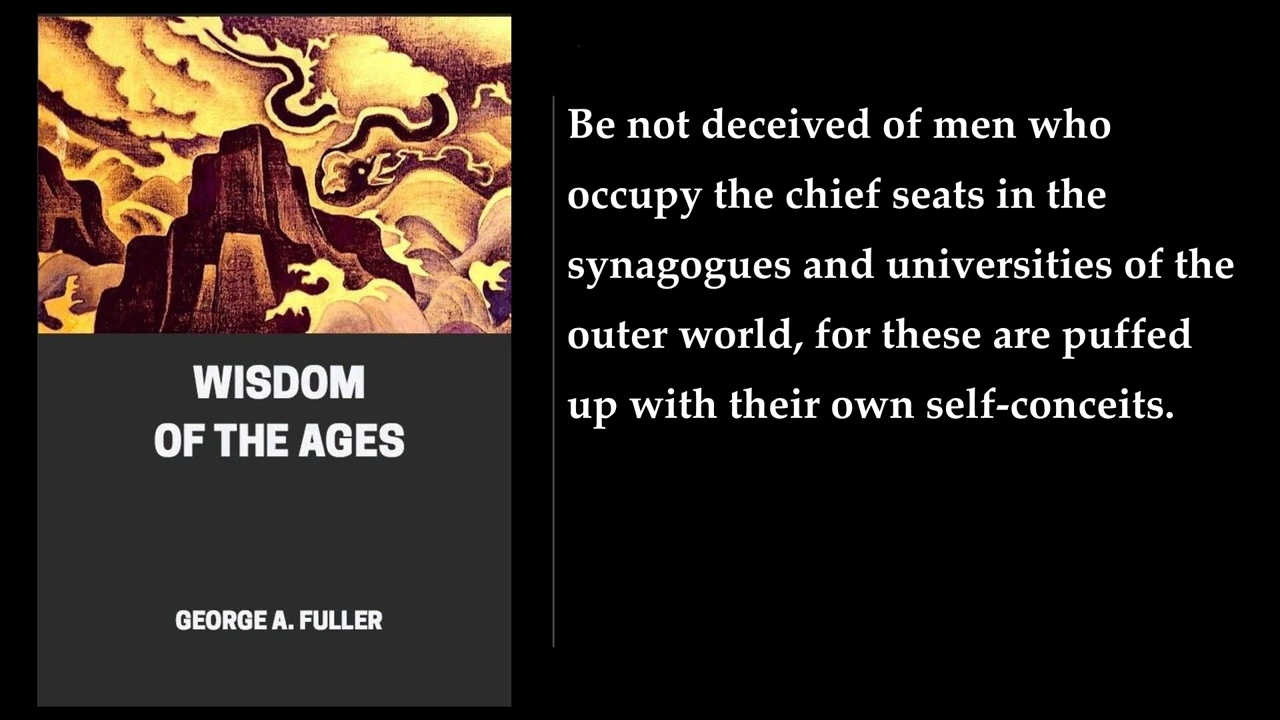 WISDOM
OF THE AGES
GEORGE A. FULLER
Be not deceived of men who
occupy the chief seats in the
synagogues and universities of the
outer world, for these are puffed
up with their own self-conceits.